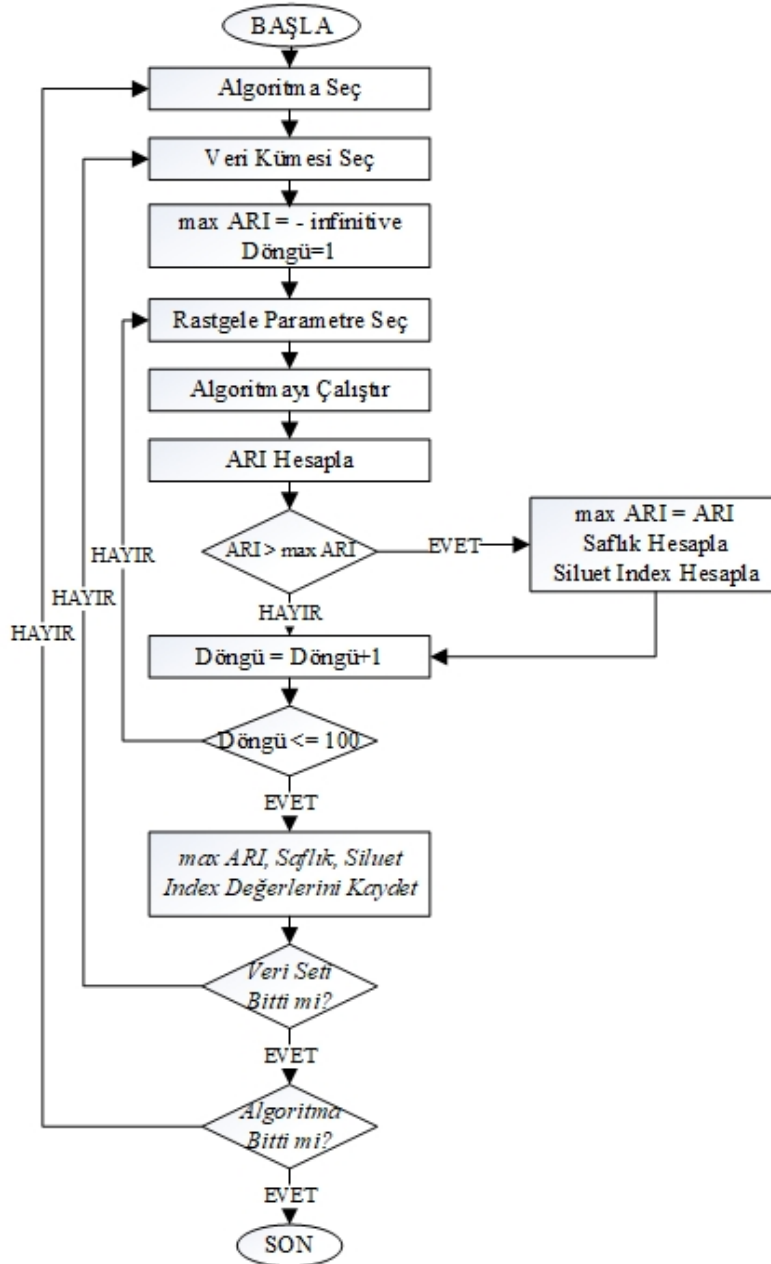 BAŞLA
Algoritma Seç
Veri Kümesi Seç
max ARI = - infinitive
Döngü=1
Rastgele Parametre Seç
Algoritmayı Çalıştır
ARI Hesapla
ARI > max ARI
EVET
max ARI = ARI
Saflık Hesapla
Siluet Index Hesapla
HAYIR
HAYIR
HAYIR
HAYIR
Döngü = Döngü+1
Döngü <= 100
EVET
max ARI, Saflık, Siluet
Index Değerlerini Kaydet
Veri Seti
Bitti mi?
EVET
Algoritma
Bitti mi?
EVET
SON